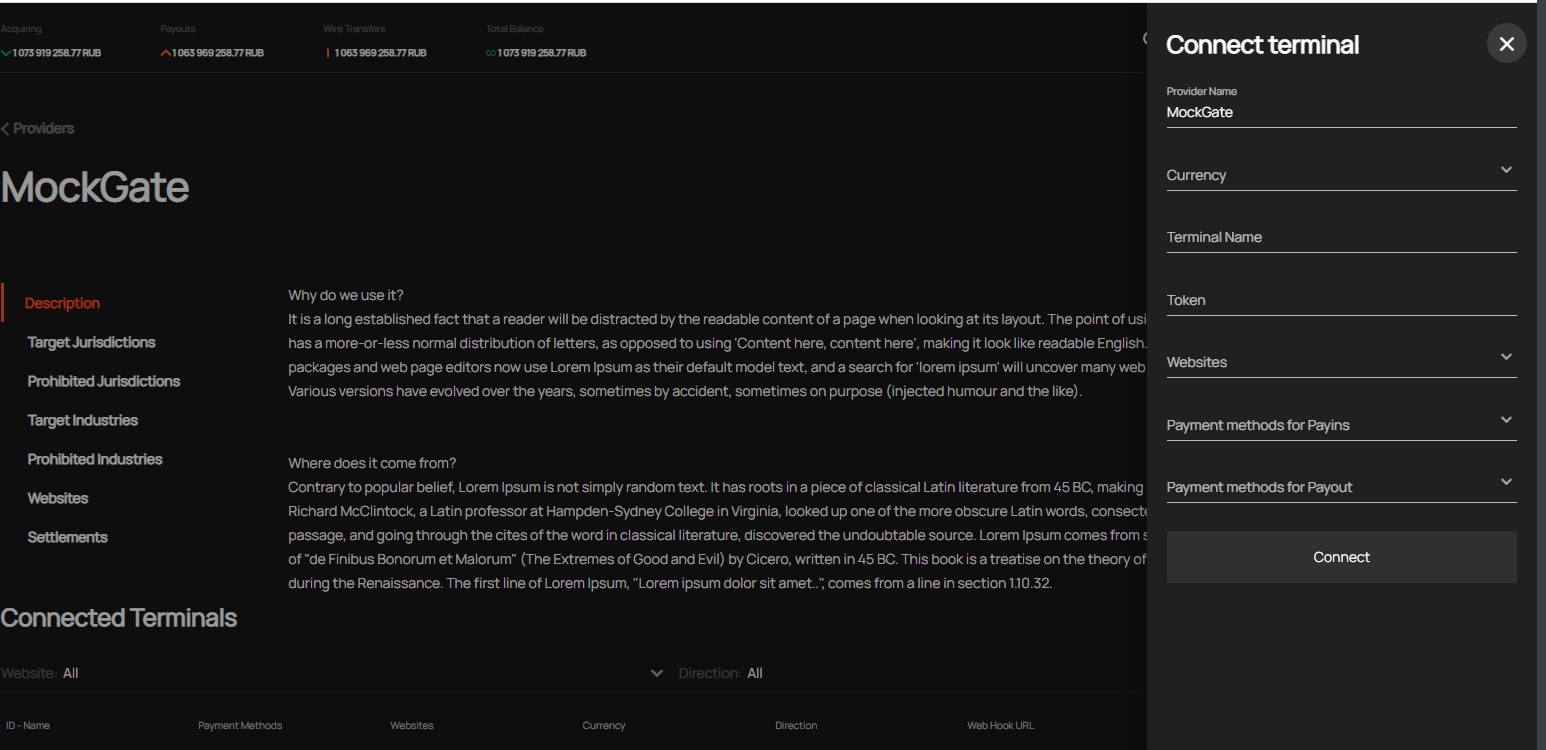 Acquiring
1 073 919 258.77 RUB
Payouts
1 063 969 258.77 RUB
Wire Transfers
1 063 969 258.77 RUB
Total Balance
1 073 919 258.77 RUB
Providers
MockGate
Description
Target Jurisdictions
Prohibited Jurisdictions
Target Industries
Prohibited Industries
Websites
Settlements
Why do we use it?
It is a long established fact that a reader will be distracted by the readable content of a page when looking at its layout. The point of usi
has a more-or-less normal distribution of letters, as opposed to using 'Content here, content here', making it look like readable English.
packages and web page editors now use Lorem Ipsum as their default model text, and a search for 'lorem ipsum' will uncover many web
Various versions have evolved over the years, sometimes by accident, sometimes on purpose (injected humour and the like).
Where does it come from?
Contrary to popular belief, Lorem Ipsum is not simply random text. It has roots in a piece of classical Latin literature from 45 BC, making
Richard McClintock, a Latin professor at Hampden-Sydney College in Virginia, looked up one of the more obscure Latin words, consecte
passage, and going through the cites of the word in classical literature, discovered the undoubtable source. Lorem Ipsum comes from s
of "de Finibus Bonorum et Malorum" (The Extremes of Good and Evil) by Cicero, written in 45 BC. This book is a treatise on the theory of
during the Renaissance. The first line of Lorem Ipsum, "Lorem ipsum dolor sit amet..", comes from a line in section 1.10.32.
Connected Terminals
Website: All
Direction: All
ID - Name
Payment Methods
Websites
Currency
Direction
Web Hook URL
Connect terminal
Provider Name
MockGate
Currency
Terminal Name
Token
Websites
Payment methods for Payins
Payment methods for Payout
Connect